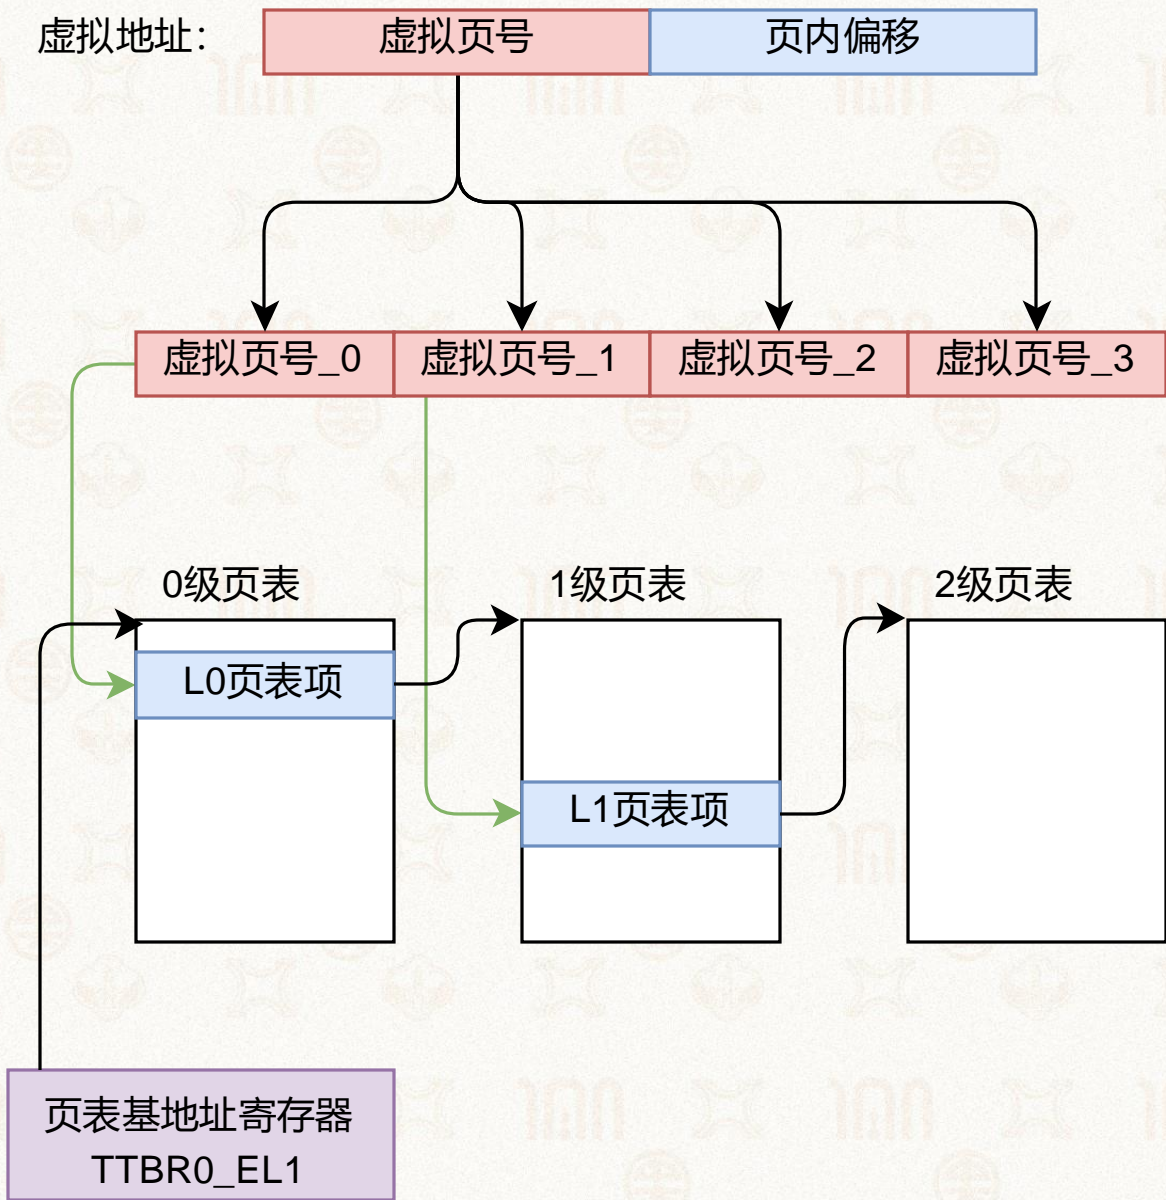 虚拟地址：
虚拟页号
页内偏移
虚拟页号_0
虚拟页号_1
虚拟页号_2
虚拟页号_3
0级页表
1级页表
2级页表
L0页表项
L1页表项
页表基地址寄存器
TTBR0_EL1